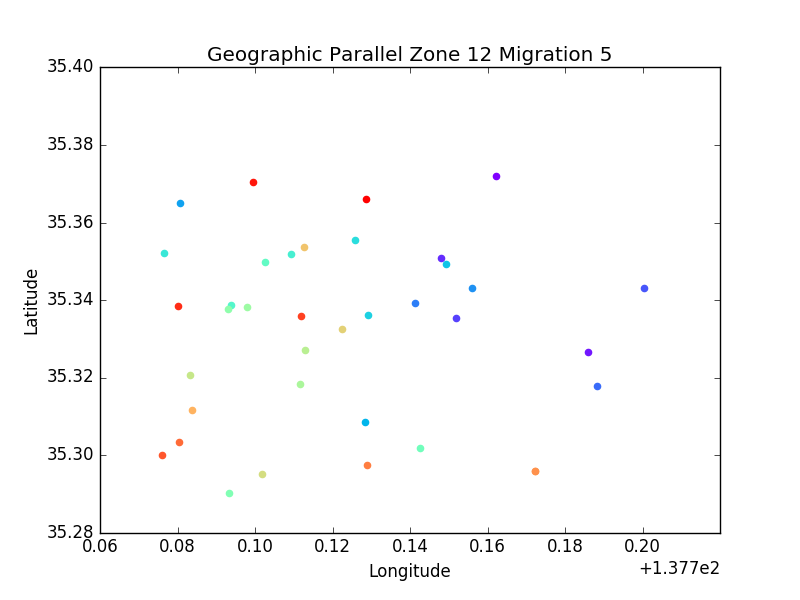 Geographic Parallel Zone 12 Migration 5
35.40
35.38
35.36
35.34
35.32
35.30
35.28
Latitude
0.06 0.08 0.10 0.12 0.14 0.16 0.18 0.20
Longitude
+1.377e2